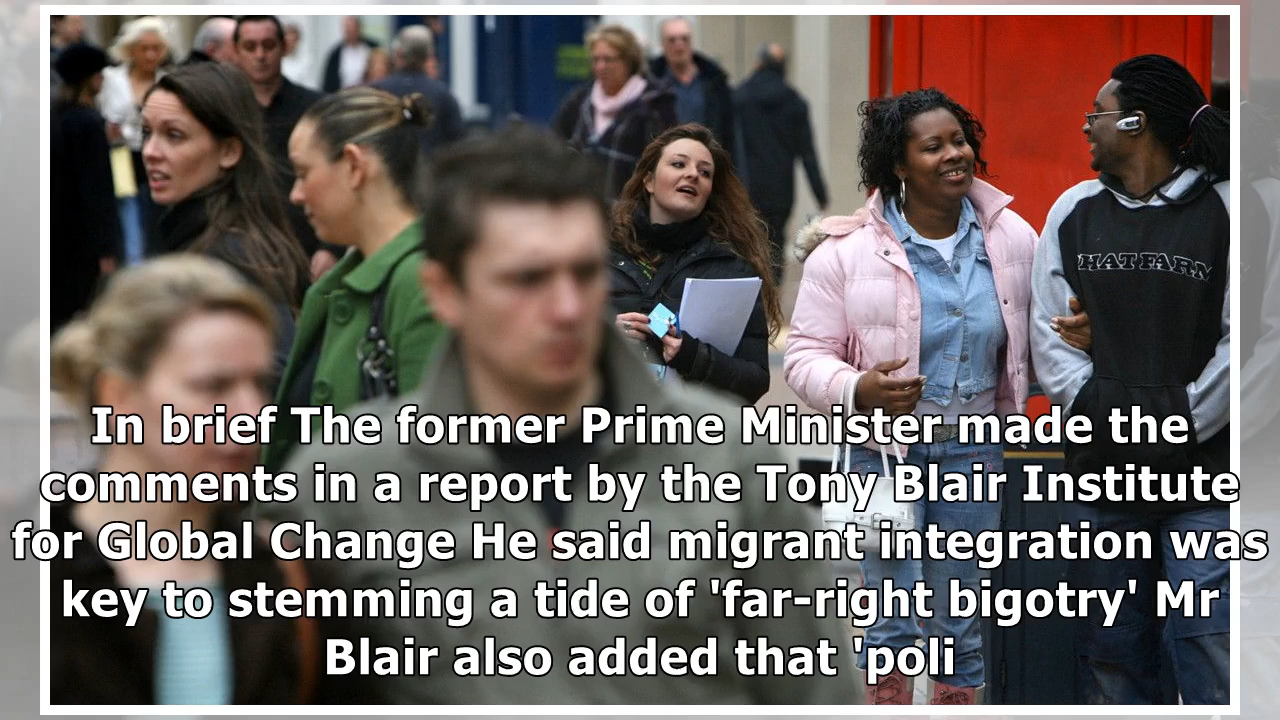 HAT FARM
In brief The former Prime Minister made the
comments in a report by the Tony Blair Institute
for Global Change He said migrant integration was
key to stemming a tide of 'far-right bigotry' Mr
Blair also added that 'poli